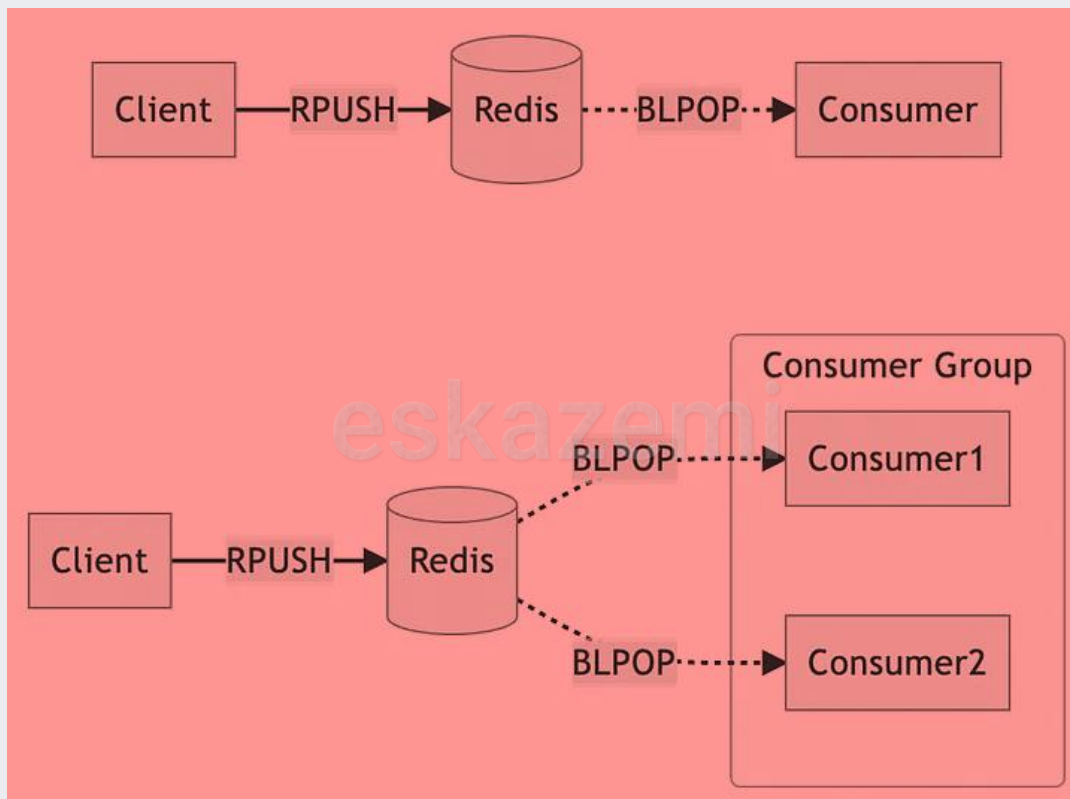 Client
RPUSH
Redis
BLPOP
Consumer
Consumer Group
eskazemi
BLPOP
Consumer1
Client
RPUSH
Redis
BLPOP
Consumer2